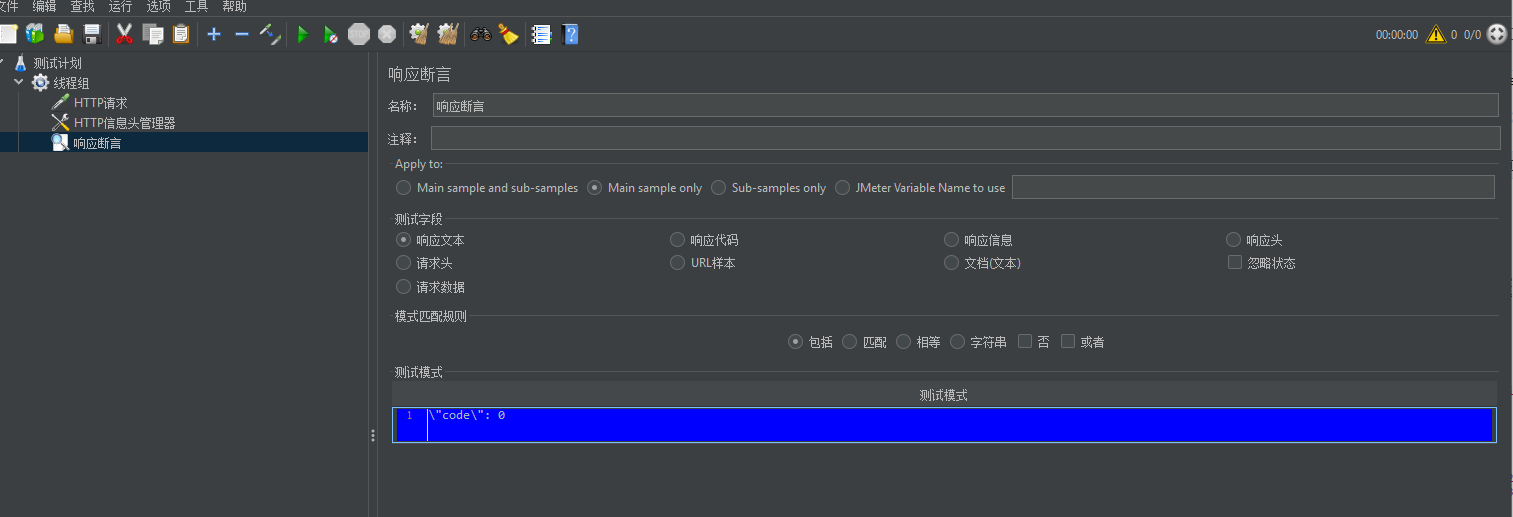 文件 编辑 查找 运行 选项 工具 帮助
STOP 00:00:00 0 0/0
测试计划
线程组
HTTP请求
HTTP信息头管理器
响应断言
响应断言
名称： 响应断言
注释：
Apply to:
Main sample and sub-samples Main sample only Sub-samples only JMeter Variable Name to use
测试字段
响应文本 响应代码 响应信息 响应头
请求头 URL样本 文档(文本) 忽略状态
请求数据
模式匹配规则
包括 匹配 相等 字符串 否 或者
测试模式
测试模式
1 \"code\": 0